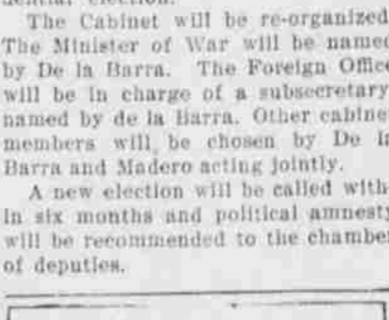 dential election.
The Cabinet will be re-organized
The Minister of War will be named
by De la Barra. The Foreign Office
will be in charge of a subsecretary
named by de la Barra. Other cabine
members will be chosen by De la
Barra and Madero acting jointly.
A new election will be called with-
in six months and political amnesty
will be recommended to the chamber
of deputies.